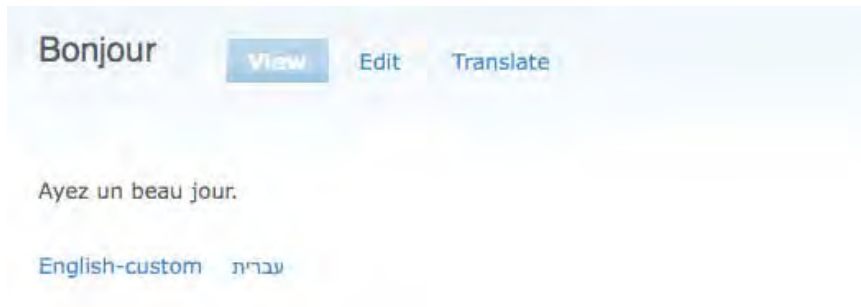 Bonjour View Edit Translate
Ayez un beau jour.
English-custom עברית